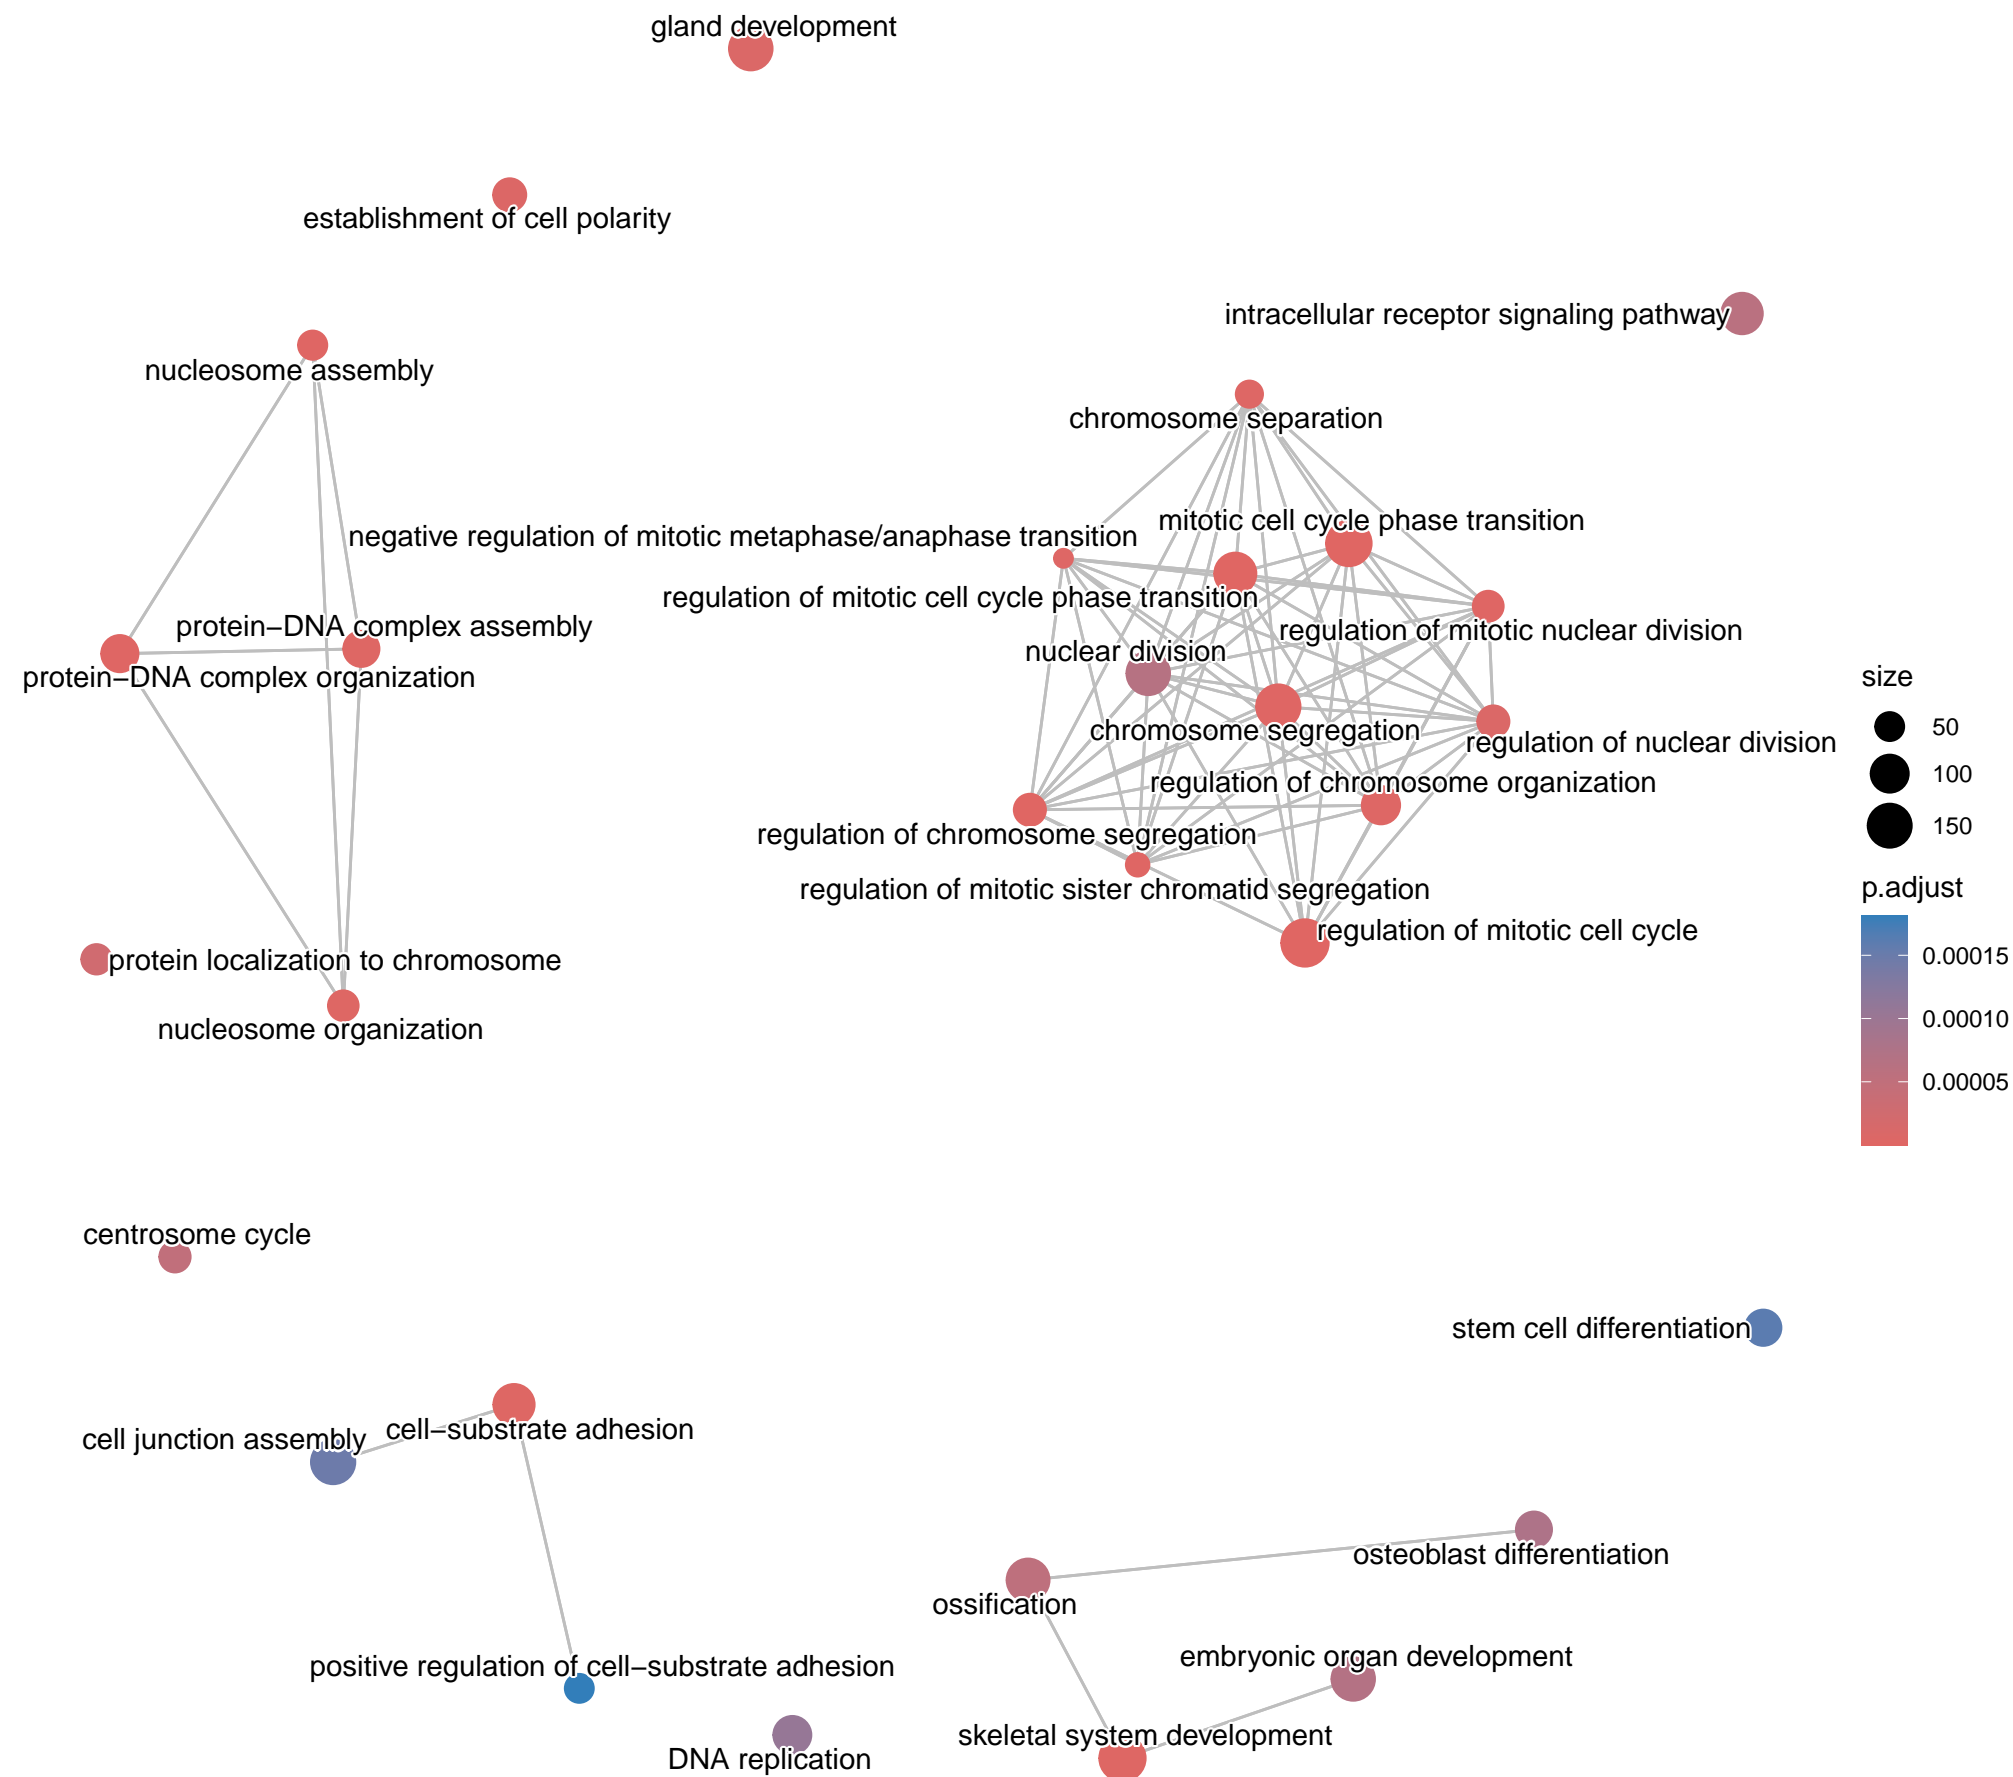 gland development
establishment of cell polarity
intracellular receptor signaling pathway
nucleosome assembly
chromosome separation
mitotic cell cycle phase transition
negative regulation of mitotic metaphase/anaphase transition
regulation of mitotic cell cycle phase transition
protein−DNA complex assembly
regulation of mitotic nuclear division
nuclear division
protein−DNA complex organization
chromosome segregation
regulation of nuclear division
regulation of chromosome organization
regulation of chromosome segregation
regulation of mitotic sister chromatid segregation
regulation of mitotic cell cycle
protein localization to chromosome
nucleosome organization
size
50
100
150
p.adjust
0.00015
0.00010
0.00005
centrosome cycle
stem cell differentiation
cell−substrate adhesion
cell junction assembly
osteoblast differentiation
ossification
embryonic organ development
positive regulation of cell−substrate adhesion
skeletal system development
DNA replication